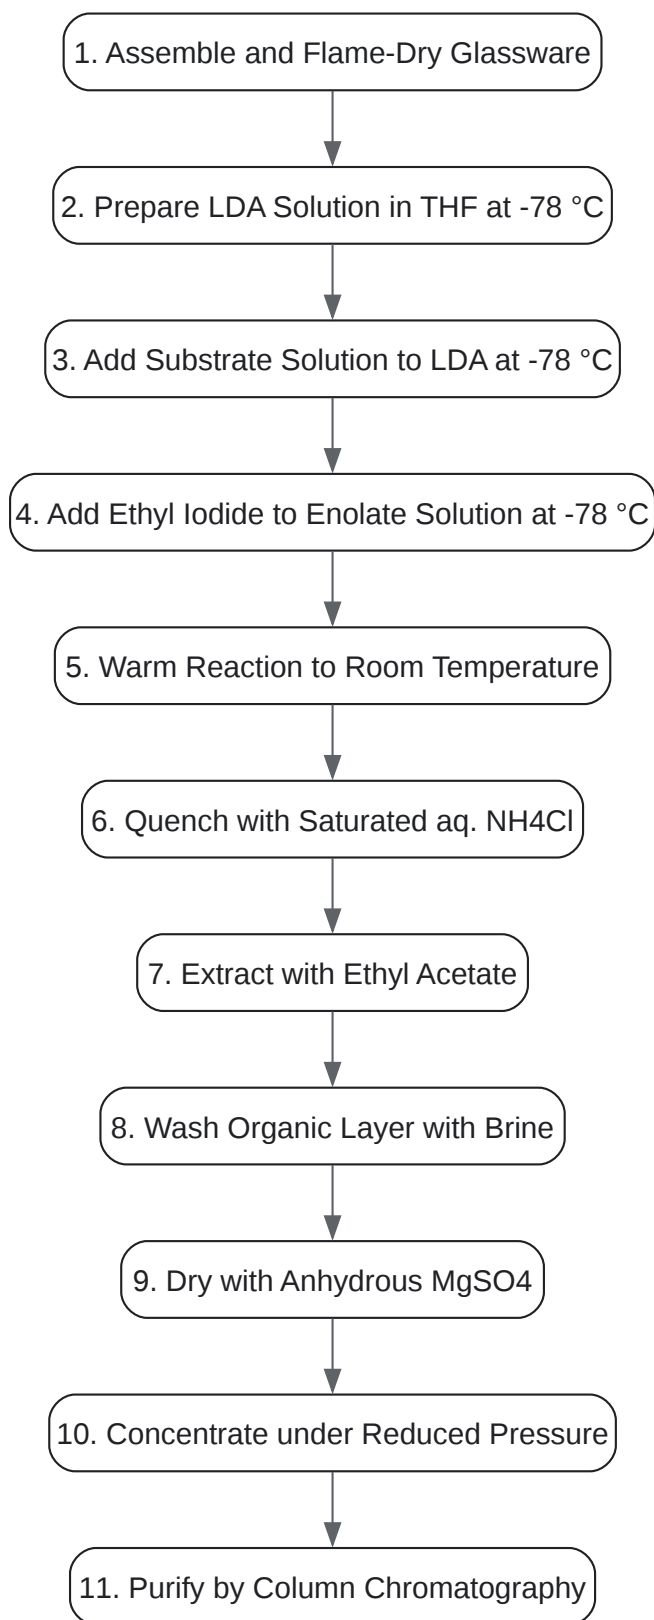 1. Assemble and Flame-Dry Glassware
2. Prepare LDA Solution in THF at -78 °C
3. Add Substrate Solution to LDA at -78 °C
4. Add Ethyl Iodide to Enolate Solution at -78 °C
5. Warm Reaction to Room Temperature
6. Quench with Saturated aq. NH4Cl
7. Extract with Ethyl Acetate
8. Wash Organic Layer with Brine
9. Dry with Anhydrous MgSO4
10. Concentrate under Reduced Pressure
11. Purify by Column Chromatography